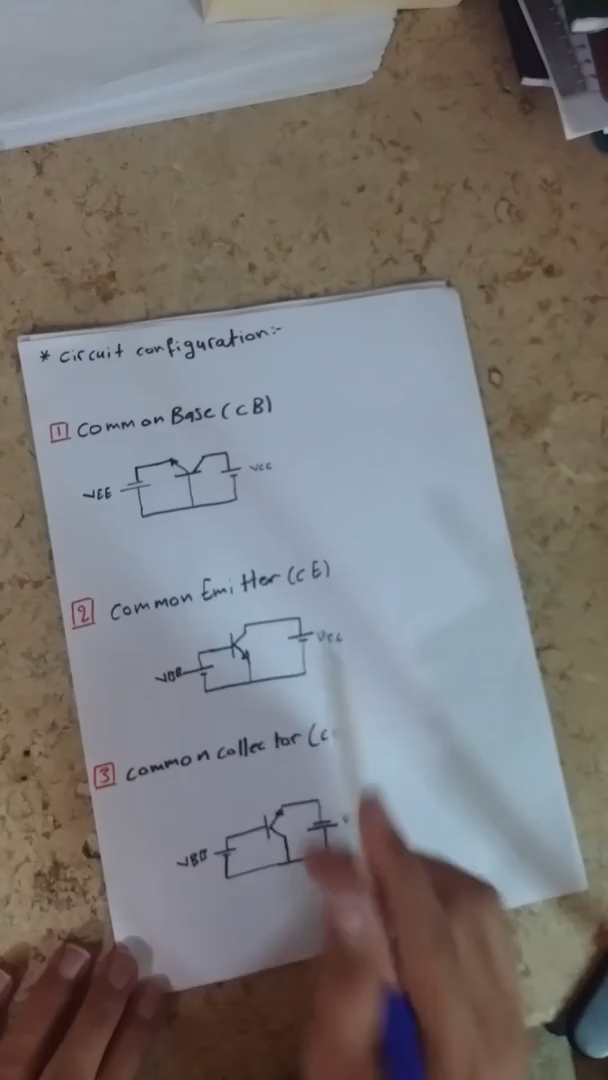 * Circuit configuration:-
1 Common Base (CB)
VEE
VCC
2 Common Emitter (CE)
VBB
VCC
3 Common collector (C
VBB